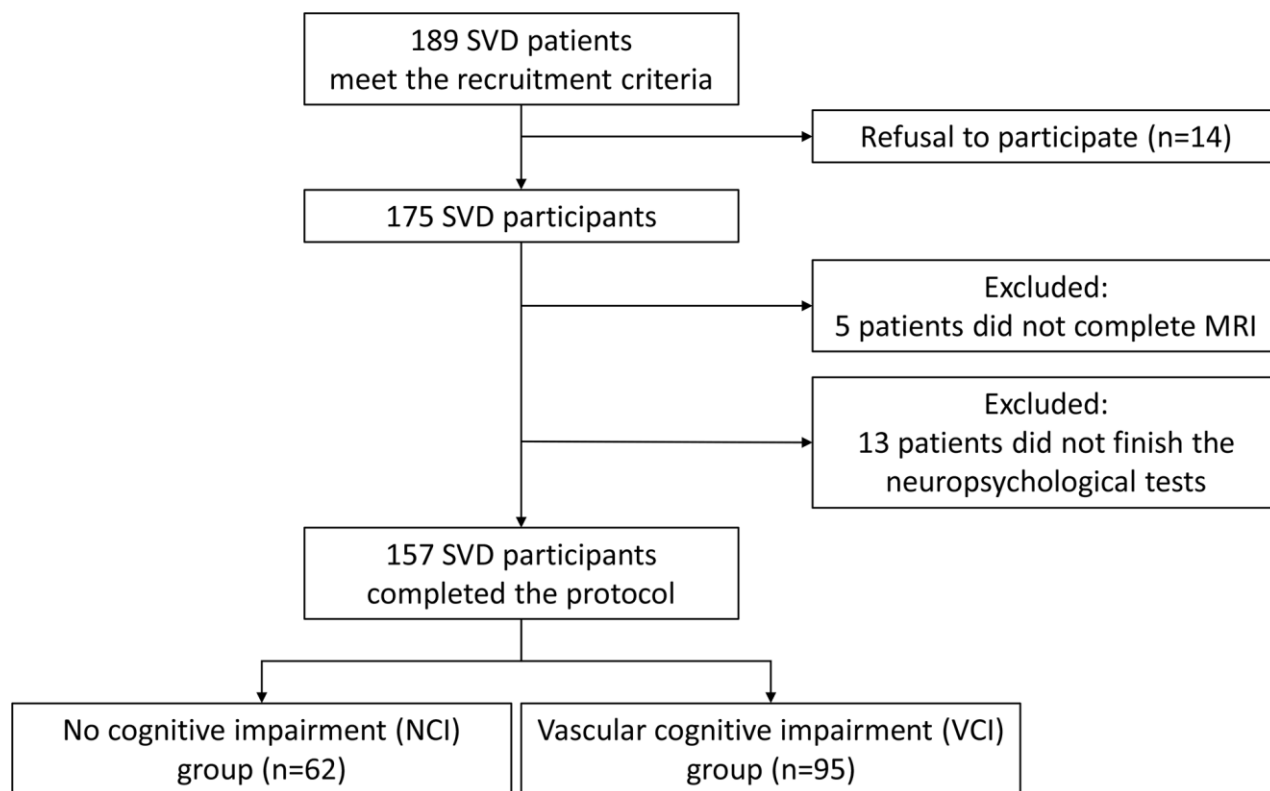 189 SVD patients
meet the recruitment criteria
Refusal to participate (n=14)
175 SVD participants
Excluded:
5 patients did not complete MRI
Excluded:
13 patients did not finish the
neuropsychological tests
157 SVD participants
completed the protocol
No cognitive impairment (NCI)
group (n=62)
Vascular cognitive impairment (VCI)
group (n=95)